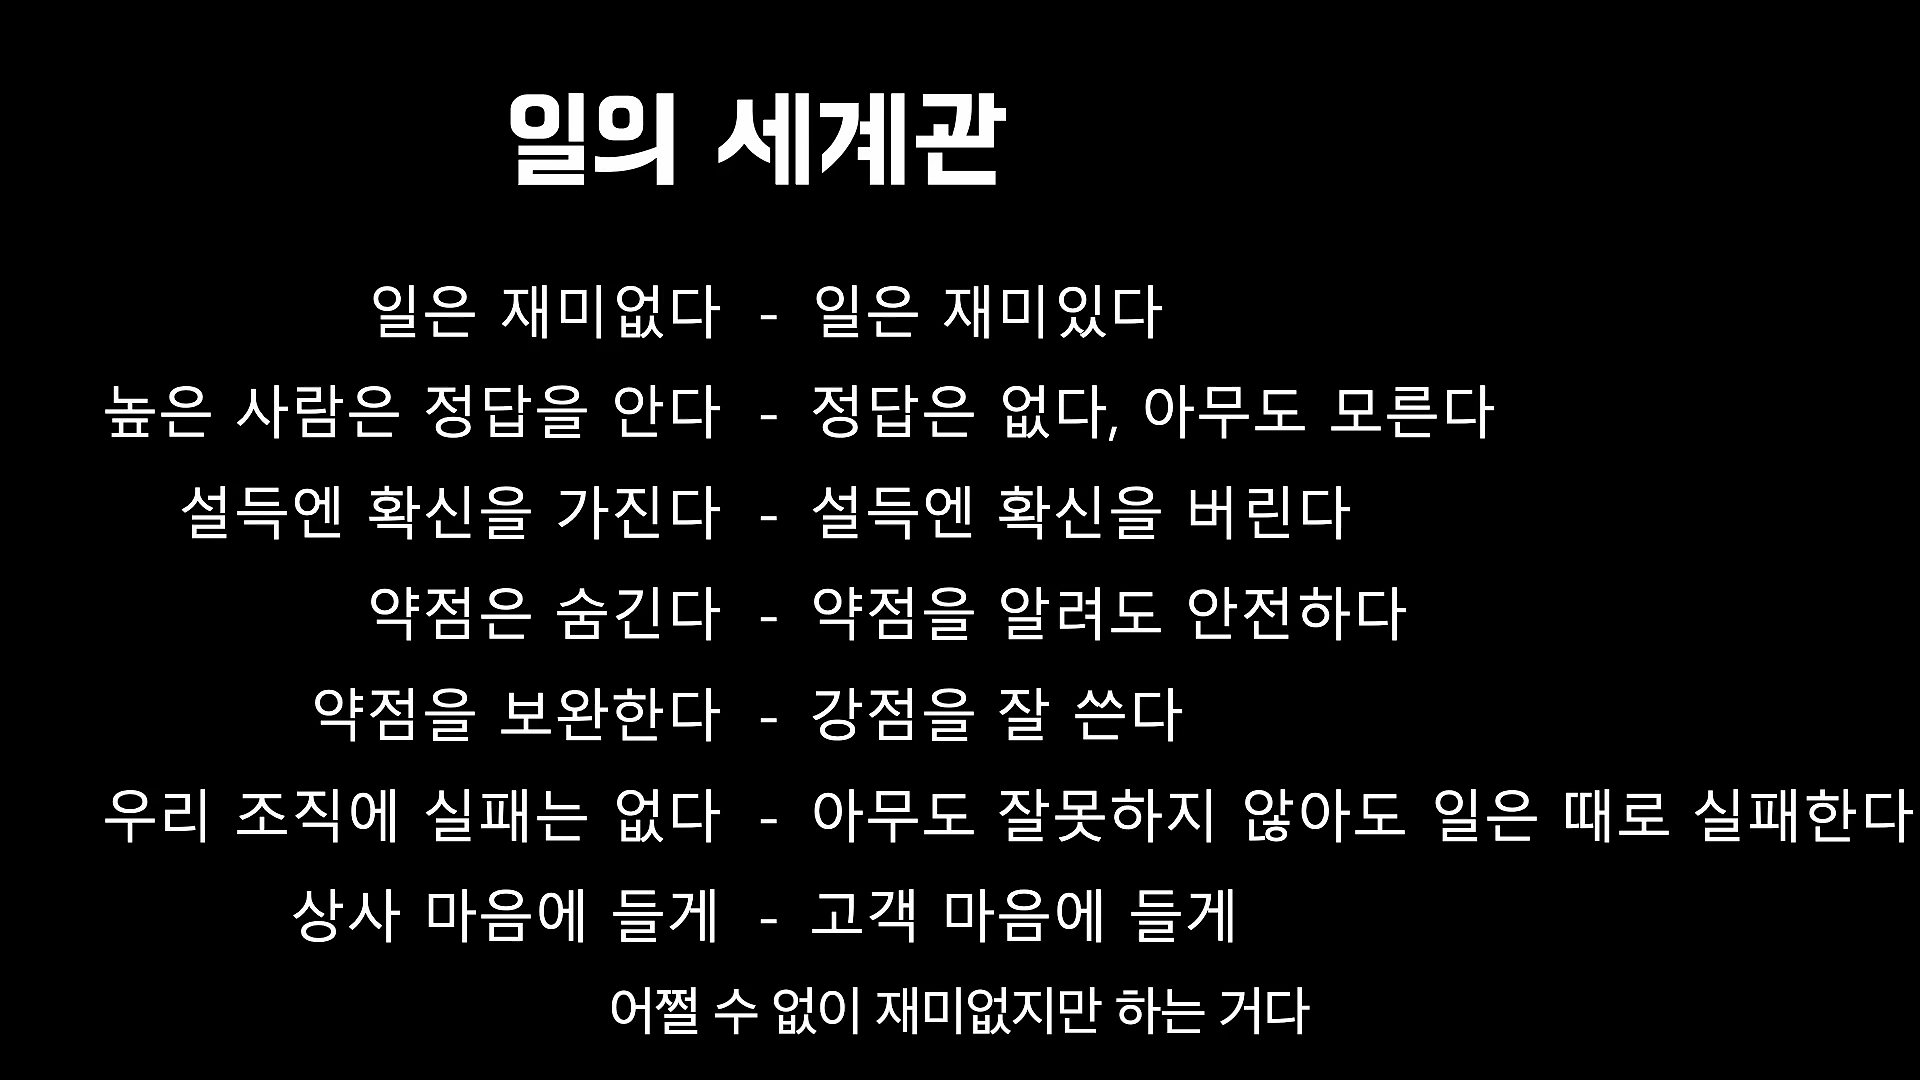 일의 세계관
일은 재미없다 - 일은 재미있다
높은 사람은 정답을 안다 - 정답은 없다, 아무도 모른다
설득엔 확신을 가진다 - 설득엔 확신을 버린다
약점은 숨긴다 - 약점을 알려도 안전하다
약점을 보완한다 - 강점을 잘 쓴다
우리 조직에 실패는 없다 - 아무도 잘못하지 않아도 일은 때로 실패한다
상사 마음에 들게 - 고객 마음에 들게
어쩔 수 없이 재미없지만 하는 거다